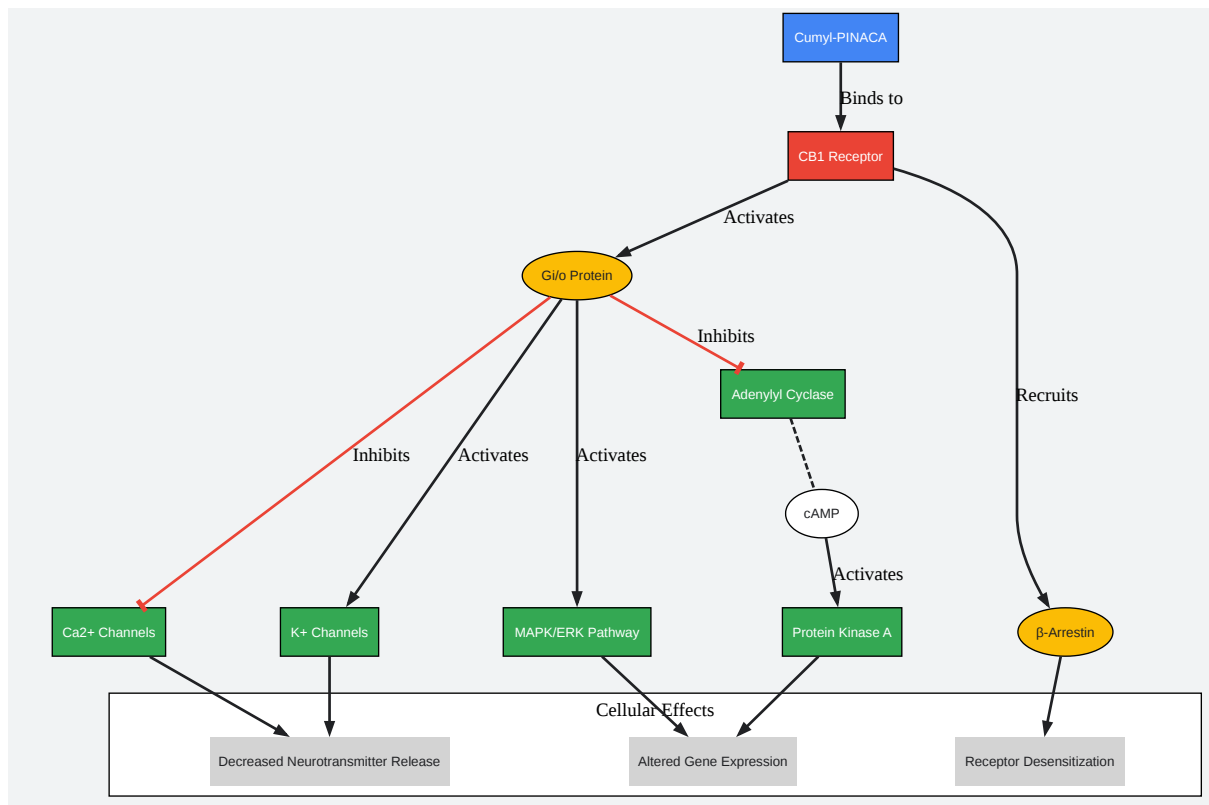 Cumyl-PINACA
Binds to
CB1 Receptor
Activates
Gi/o Protein
Inhibits
Adenylyl Cyclase
Recruits
Inhibits
Activates
Activates
cAMP
Activates
Ca2+ Channels
K+ Channels
MAPK/ERK Pathway
Protein Kinase A
β-Arrestin
Cellular Effects
Decreased Neurotransmitter Release
Altered Gene Expression
Receptor Desensitization